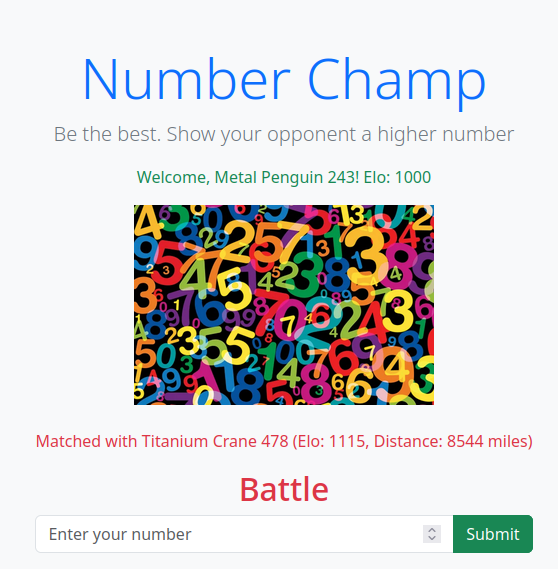 Number Champ
Be the best. Show your opponent a higher number
Welcome, Metal Penguin 243! Elo: 1000
Matched with Titanium Crane 478 (Elo: 1115, Distance: 8544 miles)
Battle
Enter your number
Submit